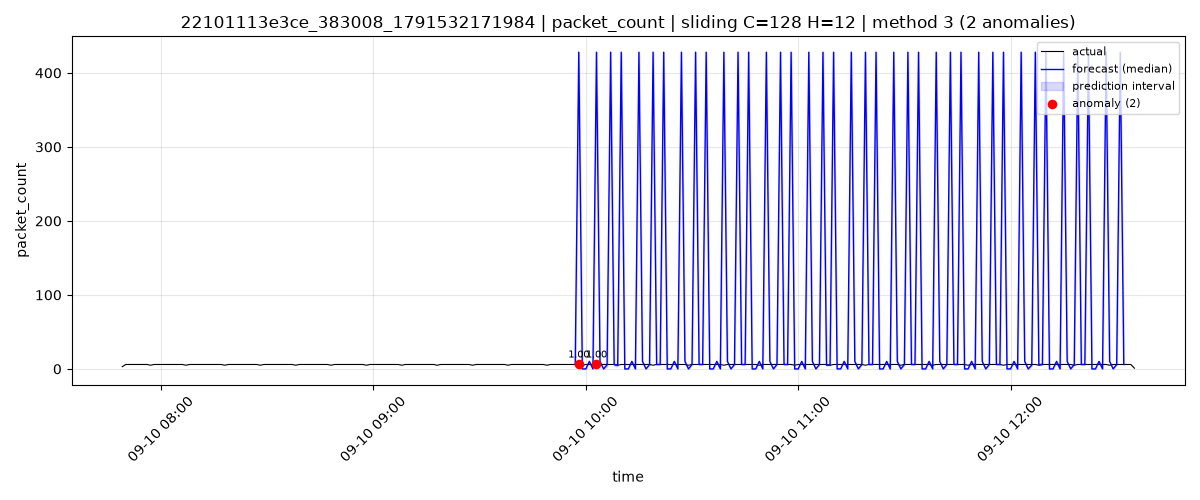 22101113e3ce_383008_1791532171984 | packet_count | sliding C=128 H=12 | method 3 (2 anomalies)
actual
forecast (median)
prediction interval
anomaly (2)
packet_count
400
300
200
100
0
1.00
1.00
09-10 08:00
09-10 09:00
09-10 10:00
09-10 11:00
09-10 12:00
time